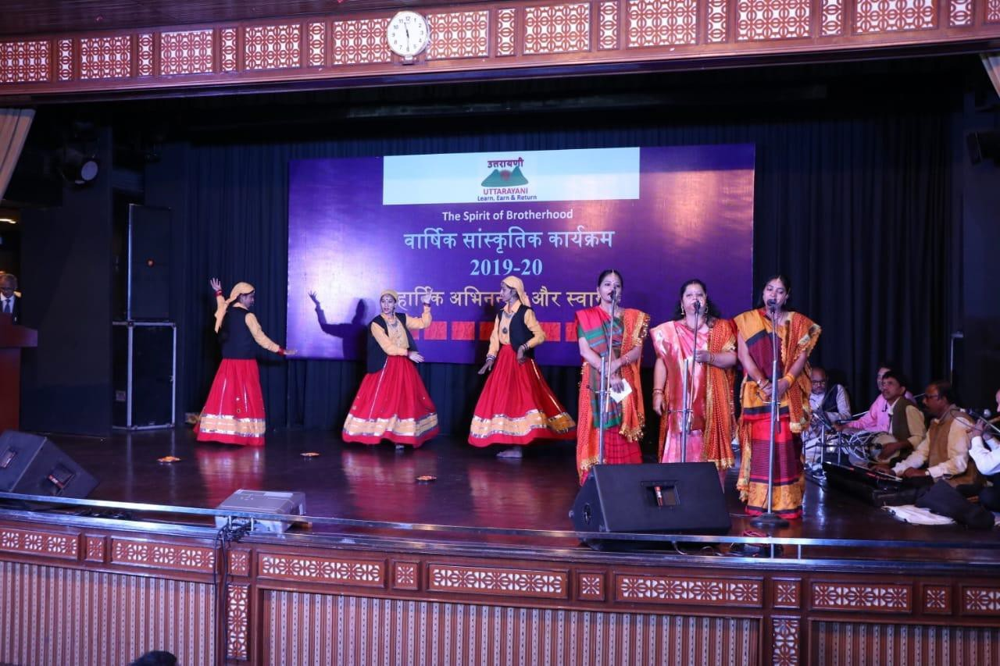 उत्तरायणी
UTTARAYANI
Learn, Earn & Return
The Spirit of Brotherhood
वार्षिक सांस्कृतिक कार्यक्रम
2019-20
हार्दिक और